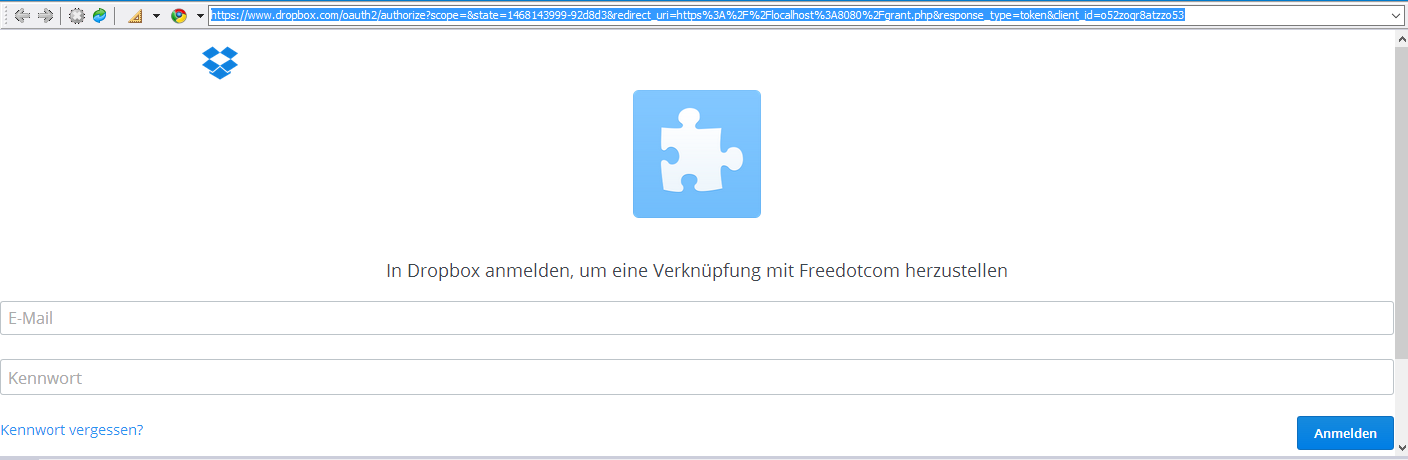 https://www.dropbox.com/oauth2/authorize?scope=&state=1468143999-92d8d3&redirect_uri=https%3A%2F%2Flocalhost%3A8080%2Fgrant.php&response_type=token&client_id=o52zoqr8atzzo53
In Dropbox anmelden, um eine Verknüpfung mit Freedotcom herzustellen
E-Mail
Kennwort
Kennwort vergessen?
Anmelden